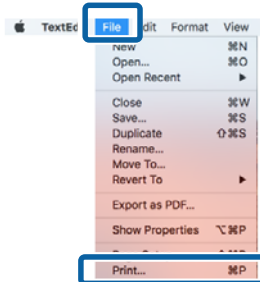 TextEd File dit Format View
New ⌘N
Open... ⌘O
Open Recent ▶
Close ⌘W
Save... ⌘S
Duplicate ⇧⌘S
Rename...
Move To...
Revert To ▶
Export as PDF...
Show Properties ⌥⌘P
Print... ⌘P